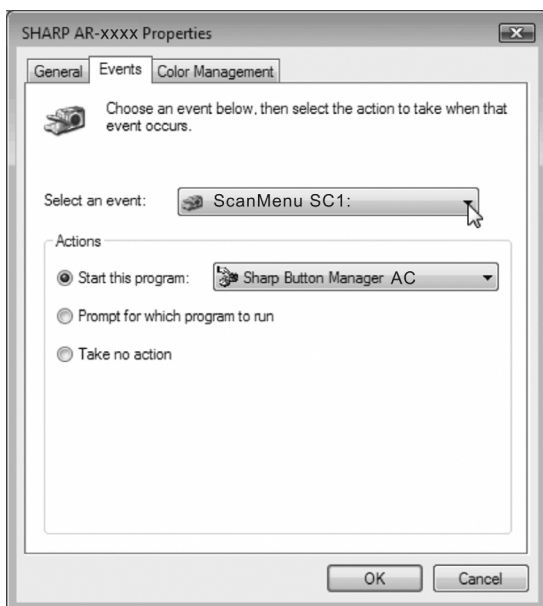 SHARP AR-xxxx Properties
General Events Color Management
Choose an event below, then select the action to take when that
event occurs.
Select an event: ScanMenu SC1:
Actions
Start this program: Sharp Button Manager AC
Prompt for which program to run
Take no action
OK Cancel